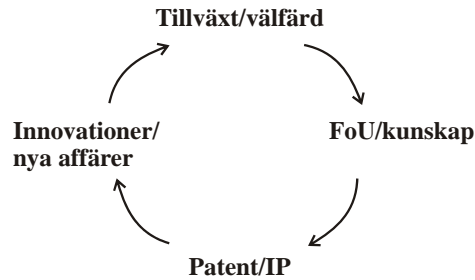 Tillväxt/välfärd
Innovationer/
nya affärer
FoU/kunskap
Patent/IP